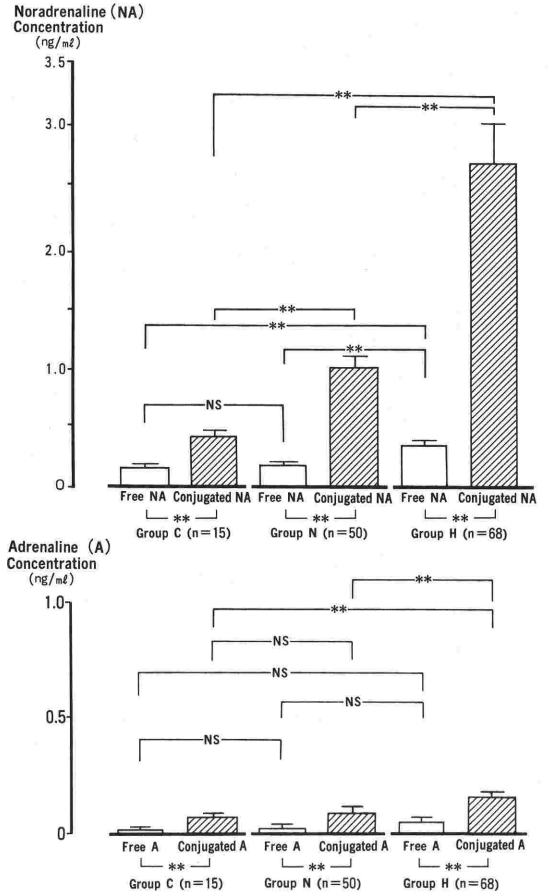 Noradrenaline (NA)
Concentration
(ng/mℓ)
3.5
3.0
2.0
1.0
0
**
**
**
**
**
NS
Free NA Conjugated NA Free NA Conjugated NA Free NA Conjugated NA
** ** **
Group C (n=15) Group N (n=50) Group H (n=68)
Adrenaline (A)
Concentration
(ng/mℓ)
1.0
0.5
0
**
**
NS
NS
NS
NS
Free A Conjugated A Free A Conjugated A Free A Conjugated A
** ** **
Group C (n=15) Group N (n=50) Group H (n=68)